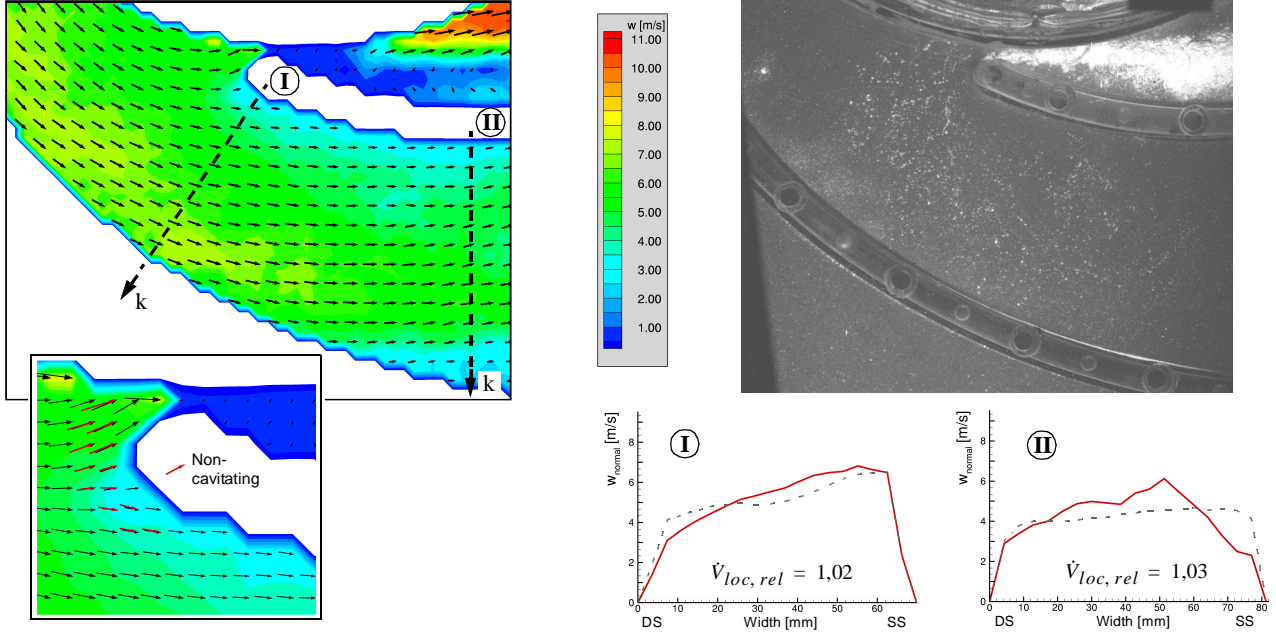 I
II
k
k
Non-
cavitating
w [m/s]
11.00
10.00
9.00
8.00
7.00
6.00
5.00
4.00
3.00
2.00
1.00
I
w_normal [m/s]
8
6
4
2
0
0 10 20 30 40 50 60
DS Width [mm] SS
V̇loc, rel = 1,02
II
w_normal [m/s]
8
6
4
2
0
0 10 20 30 40 50 60 70 80
DS Width [mm] SS
V̇loc, rel = 1,03